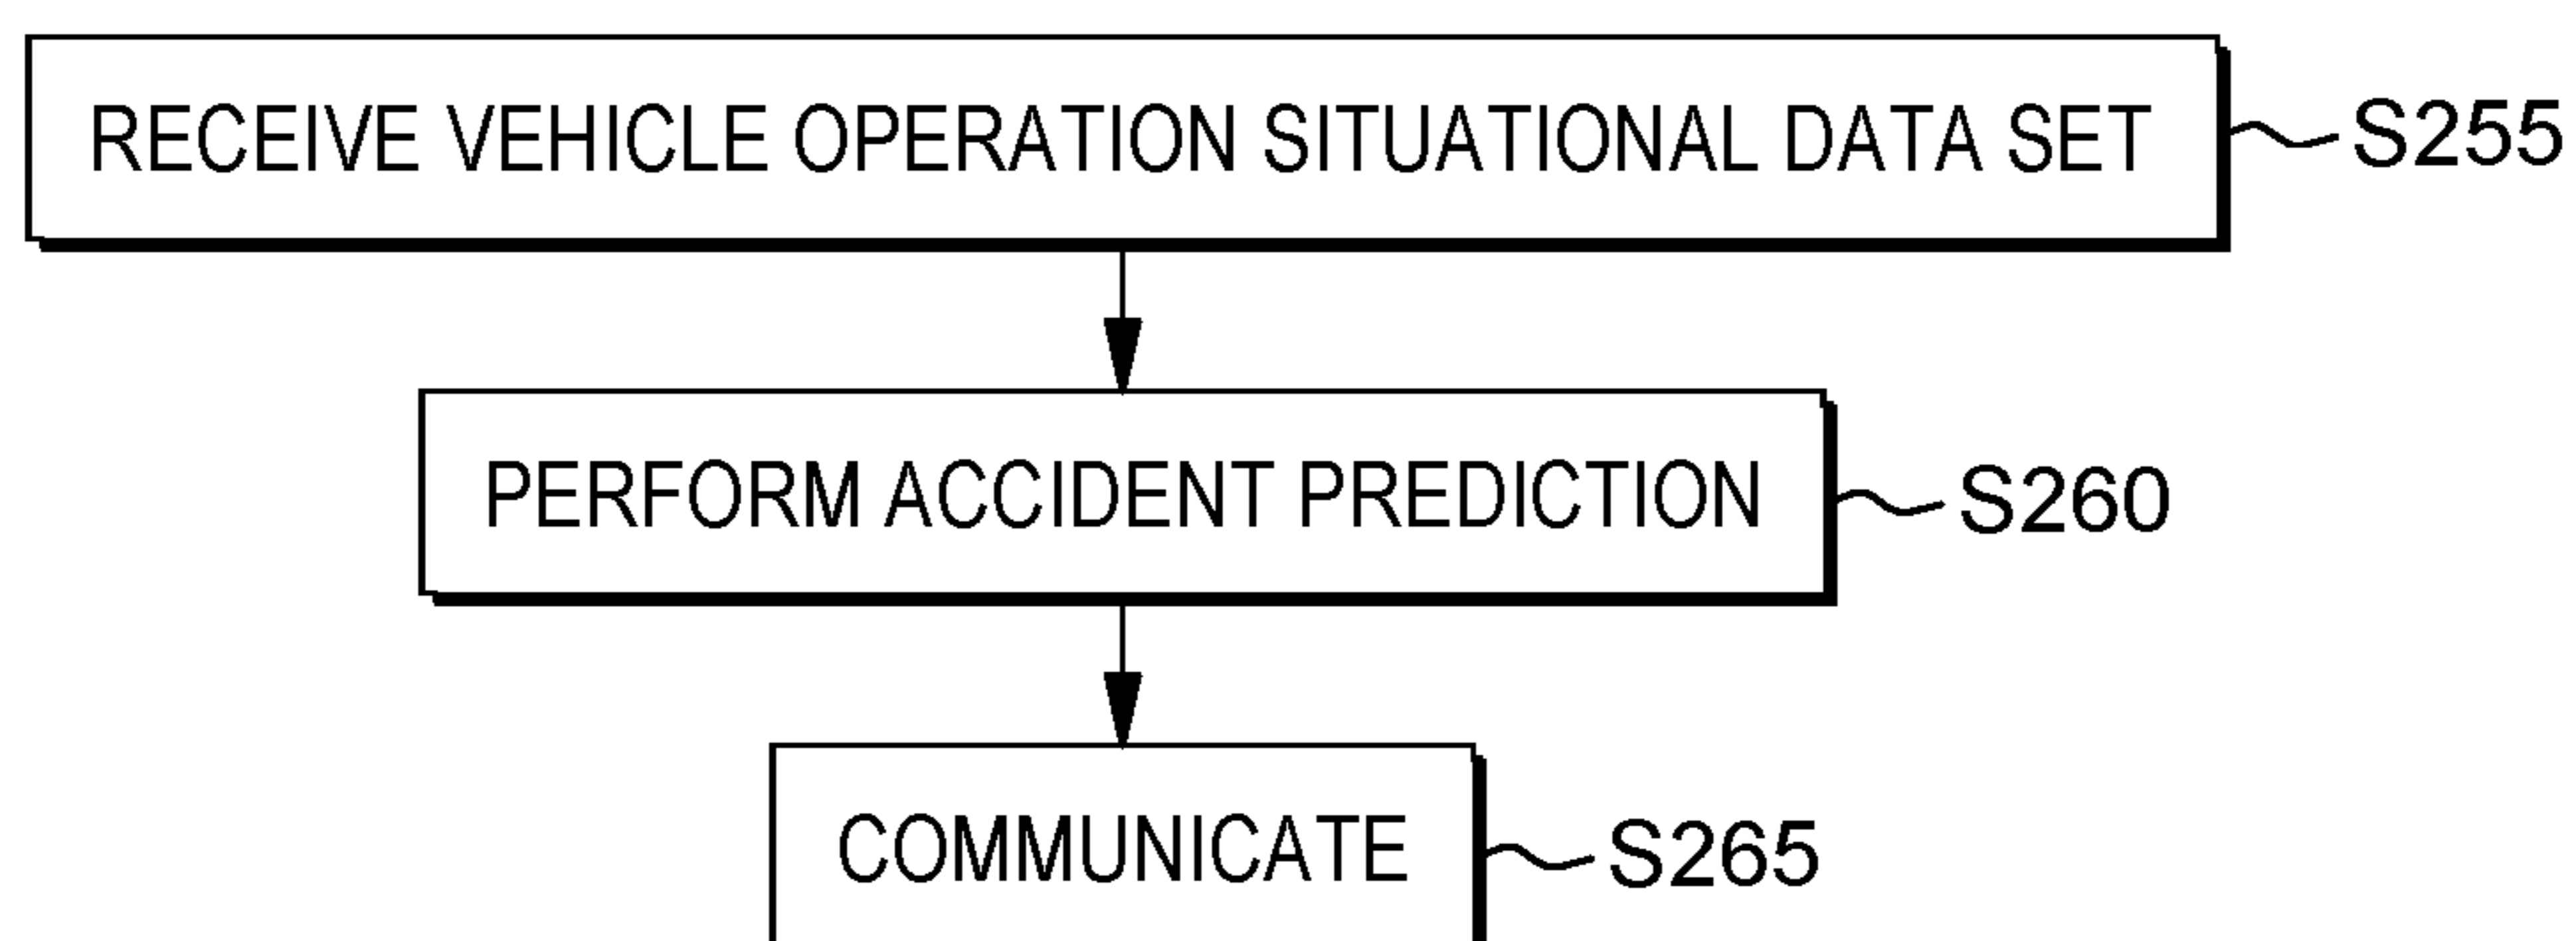 RECEIVE VEHICLE OPERATION SITUATIONAL DATA SET S255
PERFORM ACCIDENT PREDICTION S260
COMMUNICATE S265